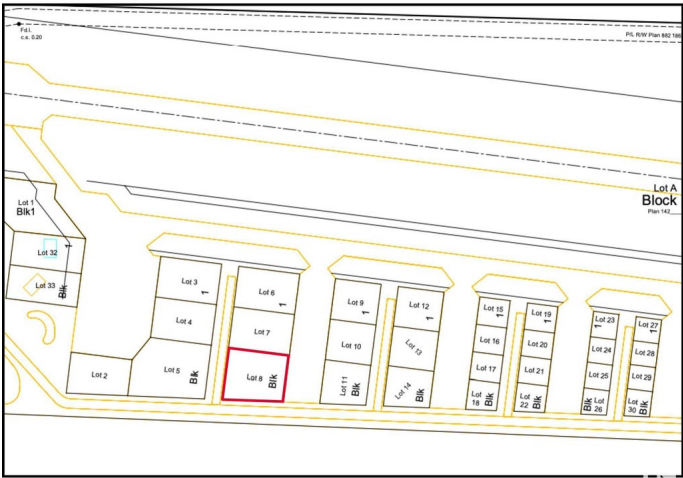 Fd.I.
c.s. 0.20
P/L R/W Plan 882 186
Lot A
Block
Plan 142
Lot 1
Blk1
Lot 32
1
Lot 33
Blk
Lot 2
Lot 3
1
Lot 4
Lot 5
Blk
Lot 6
1
Lot 7
Lot 8
Blk
Lot 9
1
Lot 10
Lot 11
Blk
Lot 12
1
Lot 13
Lot 14
Blk
Lot 15
1
Lot 16
Lot 17
Lot
18
Blk
Lot 19
1
Lot 20
Lot 21
Lot
22
Blk
Lot 23
1
Lot 24
Lot 25
Blk
Lot
26
Lot 27
1
Lot 28
Lot 29
Lot
30
Blk